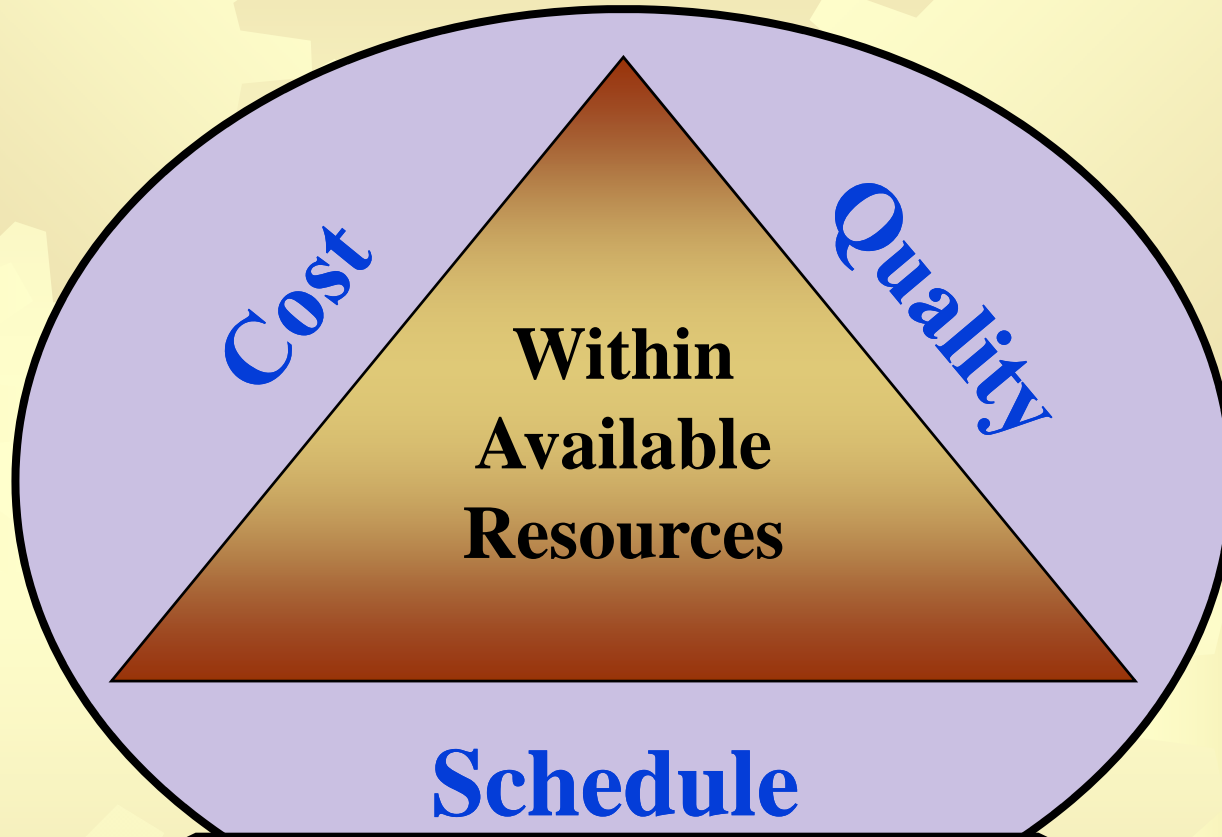 Cost
Quality
Within
Available
Resources
Schedule